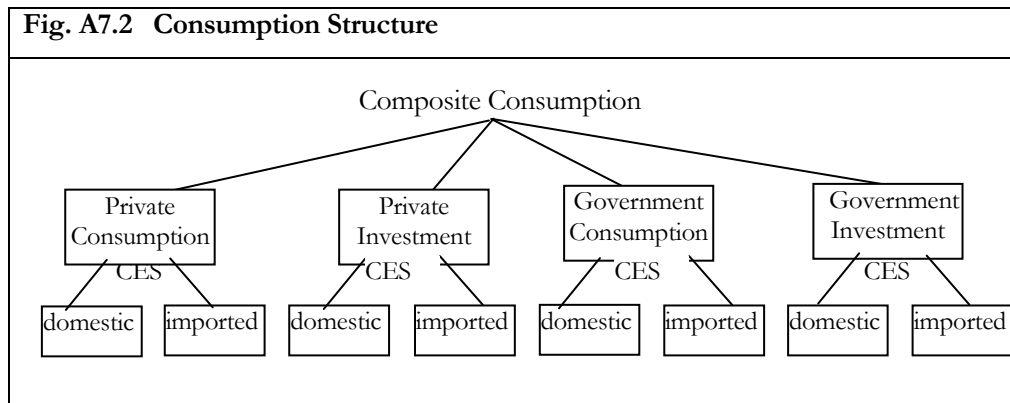 Fig. A7.2 Consumption Structure
Composite Consumption
Private
Consumption
Private
Investment
Government
Consumption
Government
Investment
CES
CES
CES
CES
domestic
imported
domestic
imported
domestic
imported
domestic
imported